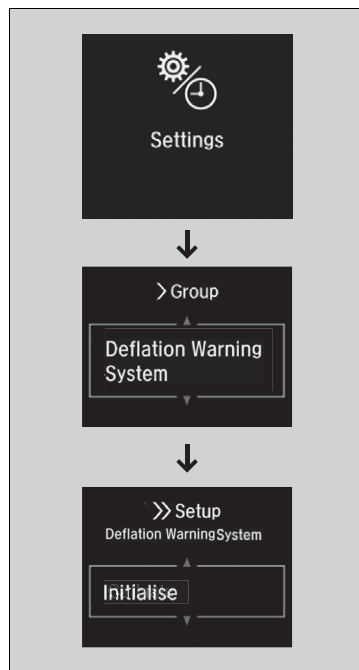 Settings
Group
Deflation Warning
System
Setup
Deflation WarningSystem
Initialise